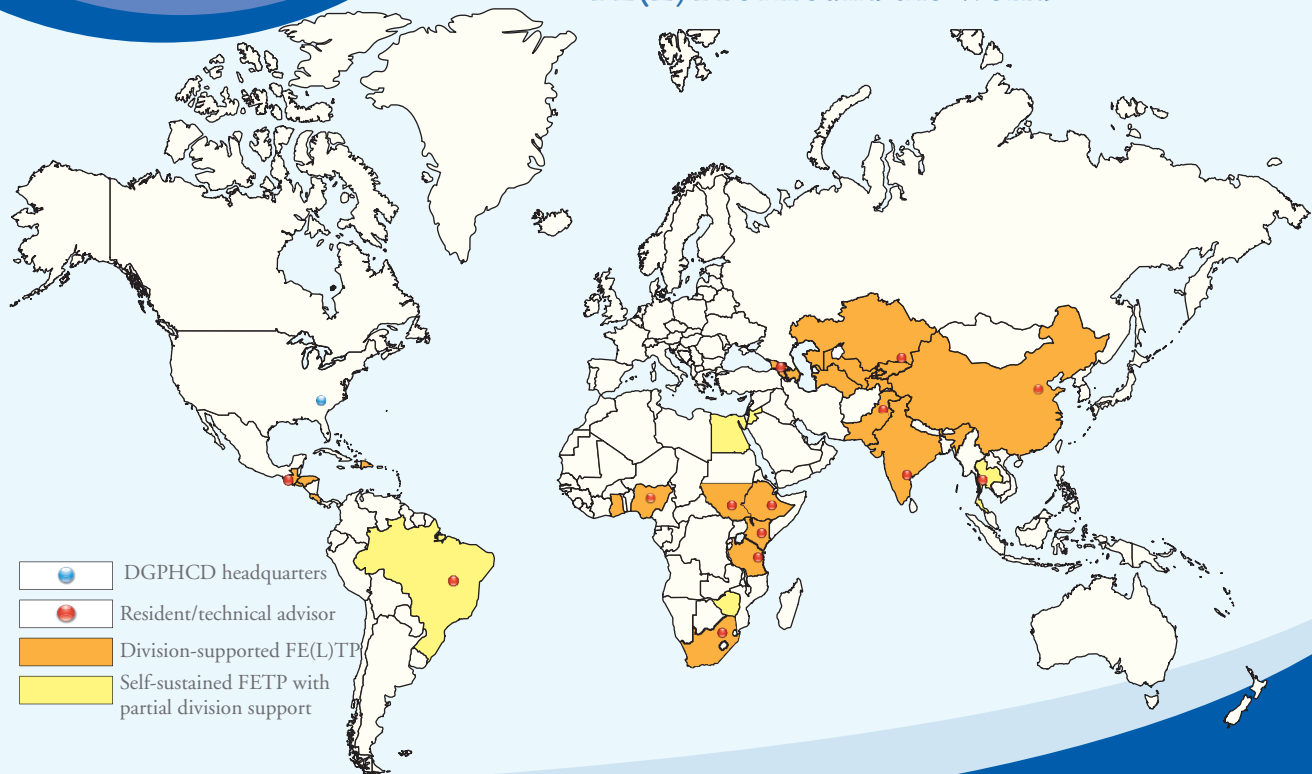 DGPHCD headquarters
Resident/technical advisor
Division-supported FE(L)TP
Self-sustained FETP with
partial division support